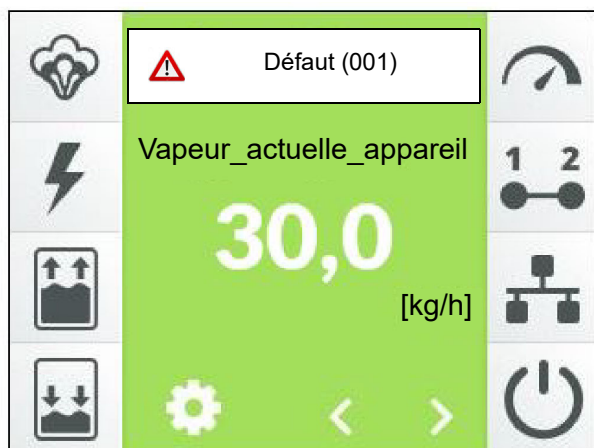 Défaut (001)
Vapeur_actuelle_appareil
1 2
30,0
[kg/h]